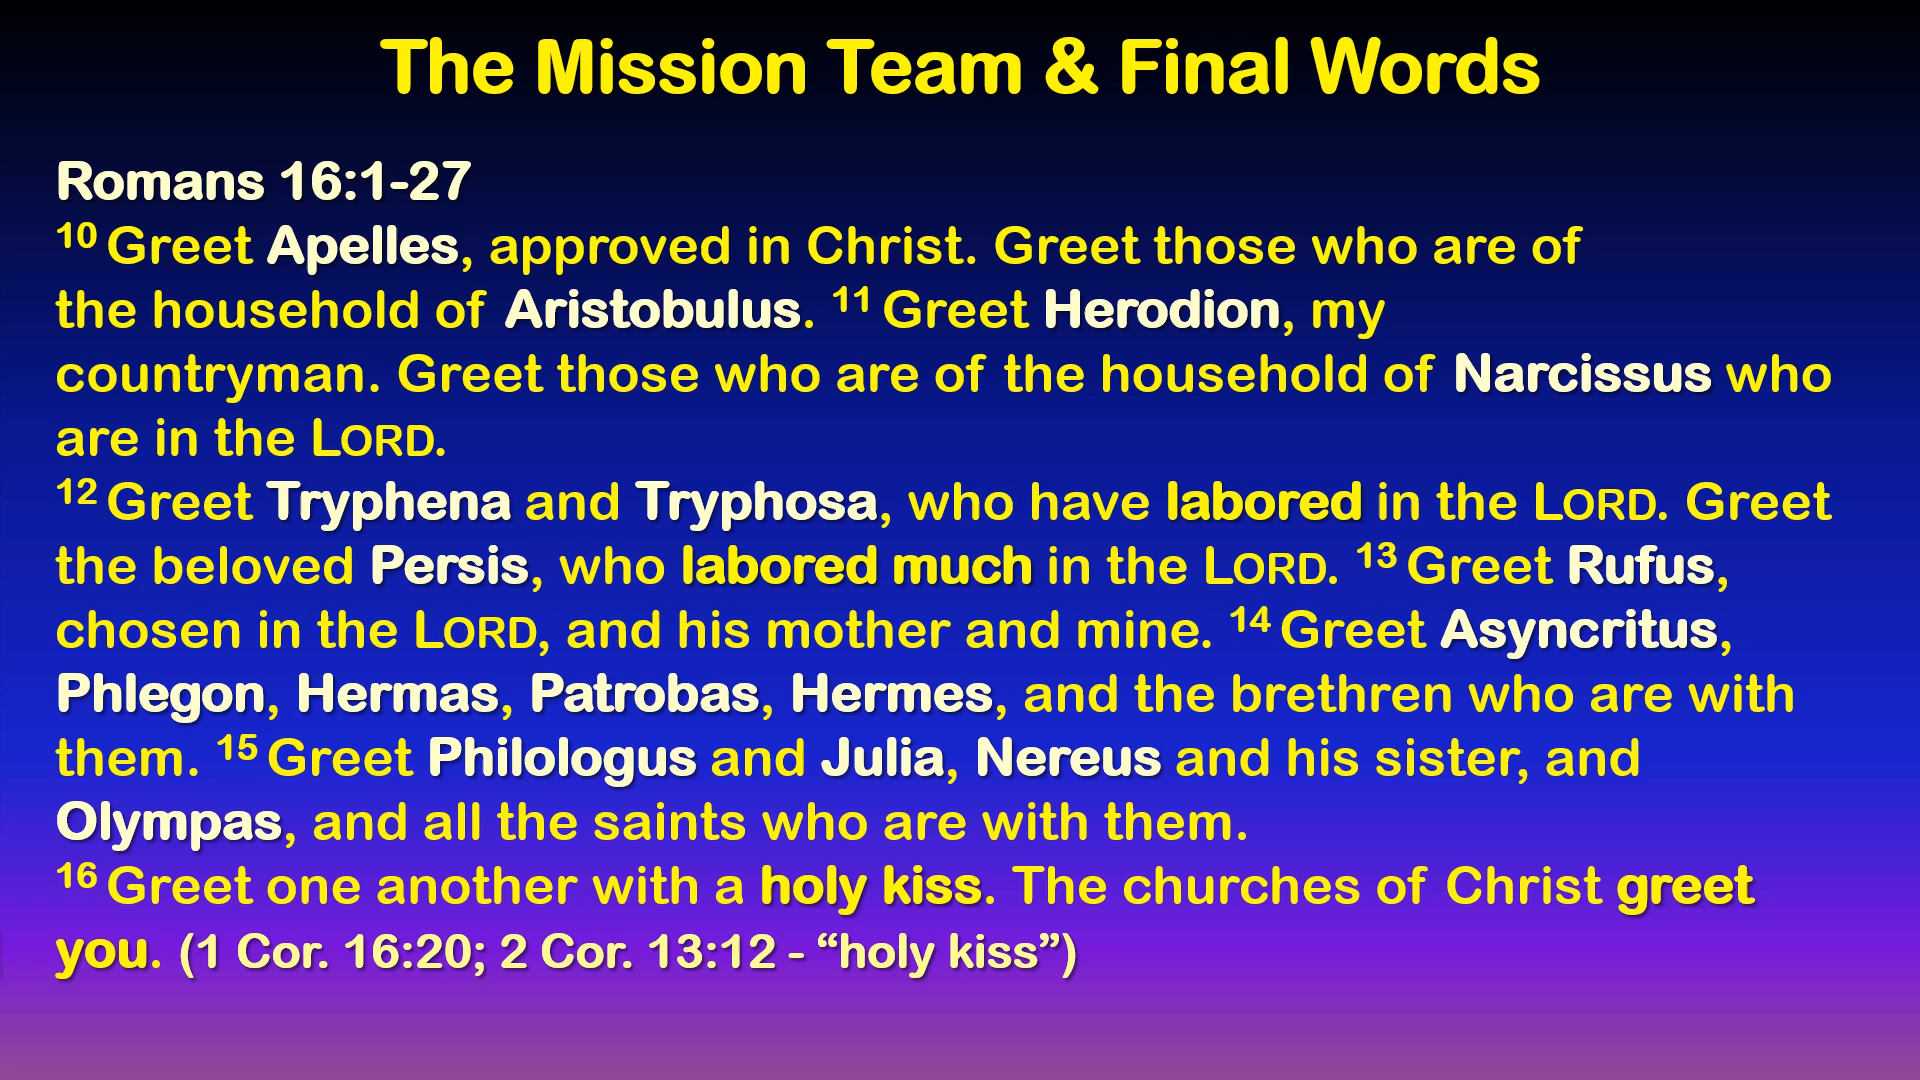 The Mission Team & Final Words
Romans 16:1-27
10 Greet Apelles, approved in Christ. Greet those who are of
the household of Aristobulus. 11 Greet Herodion, my
countryman. Greet those who are of the household of Narcissus who
are in the LORD.
12 Greet Tryphena and Tryphosa, who have labored in the LORD. Greet
the beloved Persis, who labored much in the LORD. 13 Greet Rufus,
chosen in the LORD, and his mother and mine. 14 Greet Asyncritus,
Phlegon, Hermas, Patrobas, Hermes, and the brethren who are with
them. 15 Greet Philologus and Julia, Nereus and his sister, and
Olympas, and all the saints who are with them.
16 Greet one another with a holy kiss. The churches of Christ greet
you. (1 Cor. 16:20; 2 Cor. 13:12 - “holy kiss”)